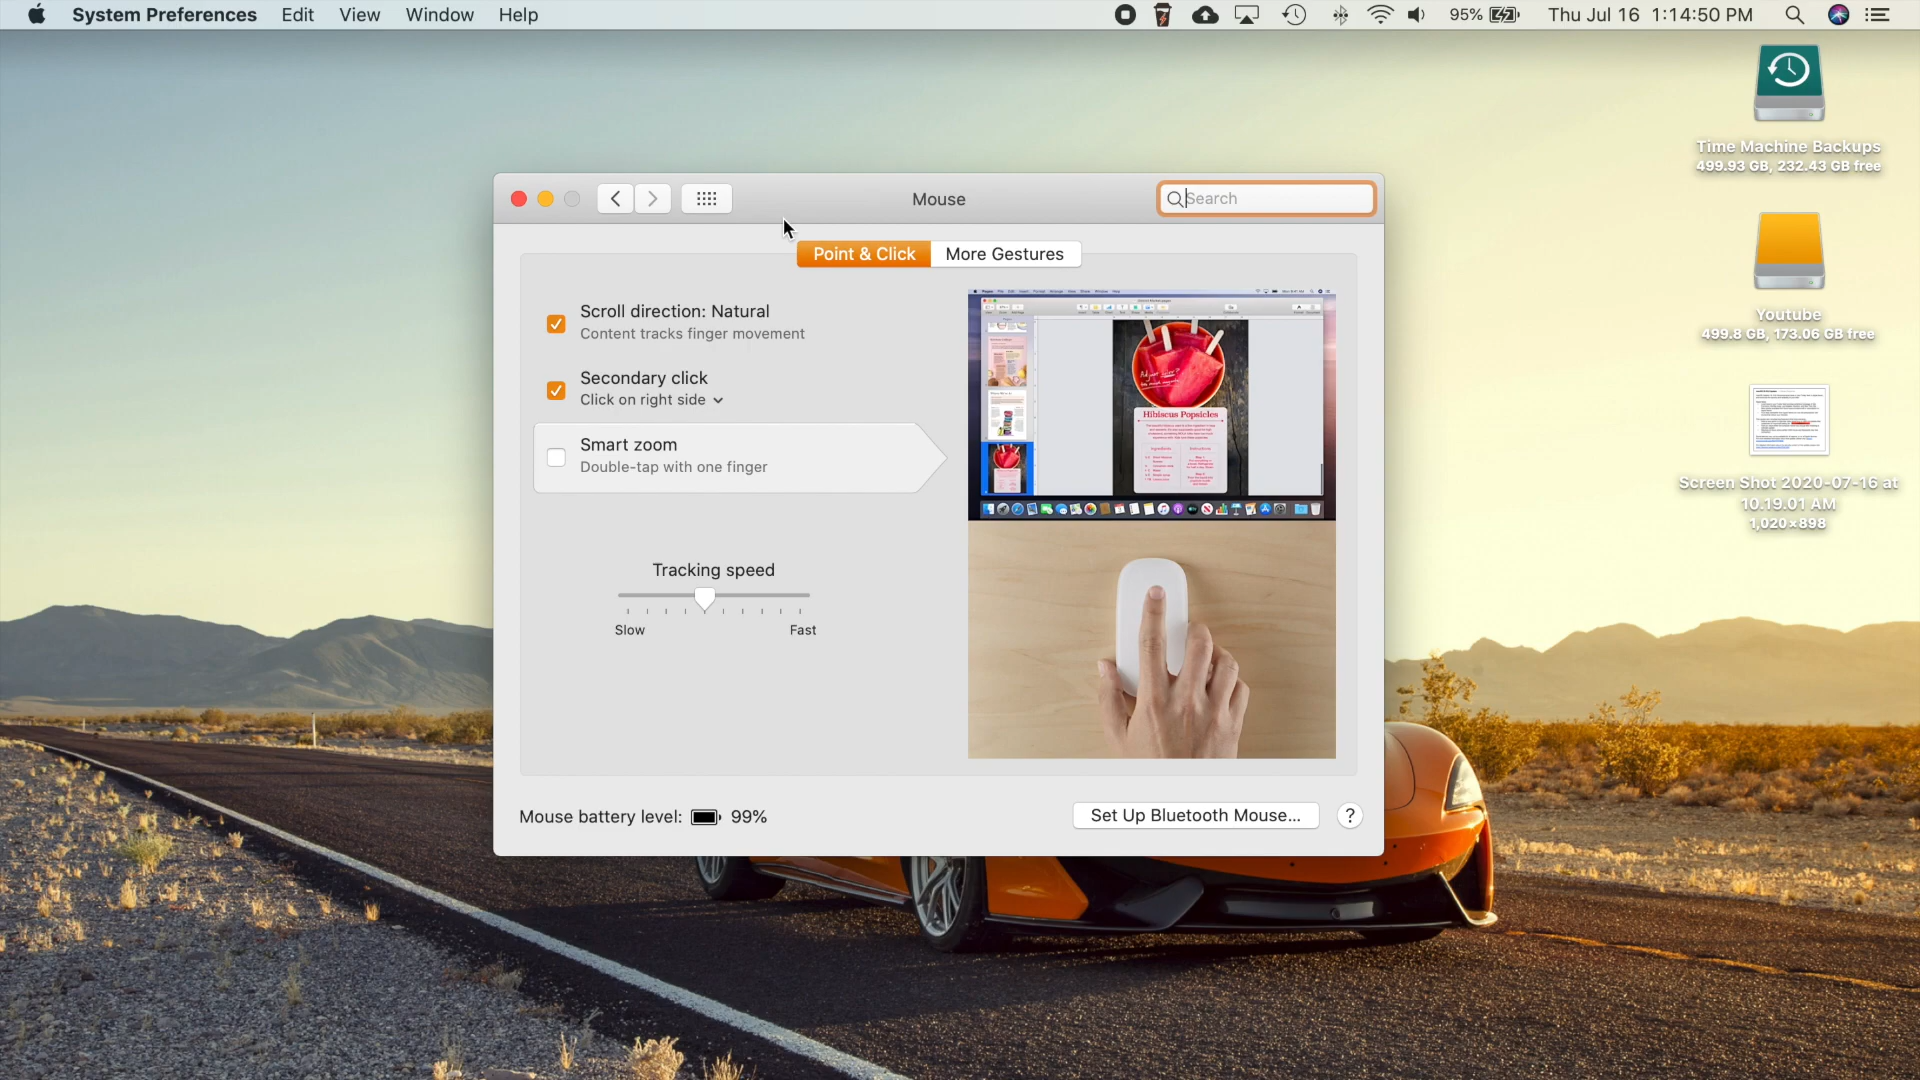 System Preferences Edit View Window Help
95% Thu Jul 16 1:14:50 PM
Time Machine Backups
499.93 GB, 232.43 GB free
Mouse
Search
Point & Click More Gestures
Scroll direction: Natural
Content tracks finger movement
Secondary click
Click on right side
Smart zoom
Double-tap with one finger
Tracking speed
Slow Fast
Hibiscus Popsicles
Mouse battery level: 99%
Set Up Bluetooth Mouse... ?
Youtube
499.8 GB, 173.06 GB free
Screen Shot 2020-07-16 at
10.19.01 AM
1,020×898